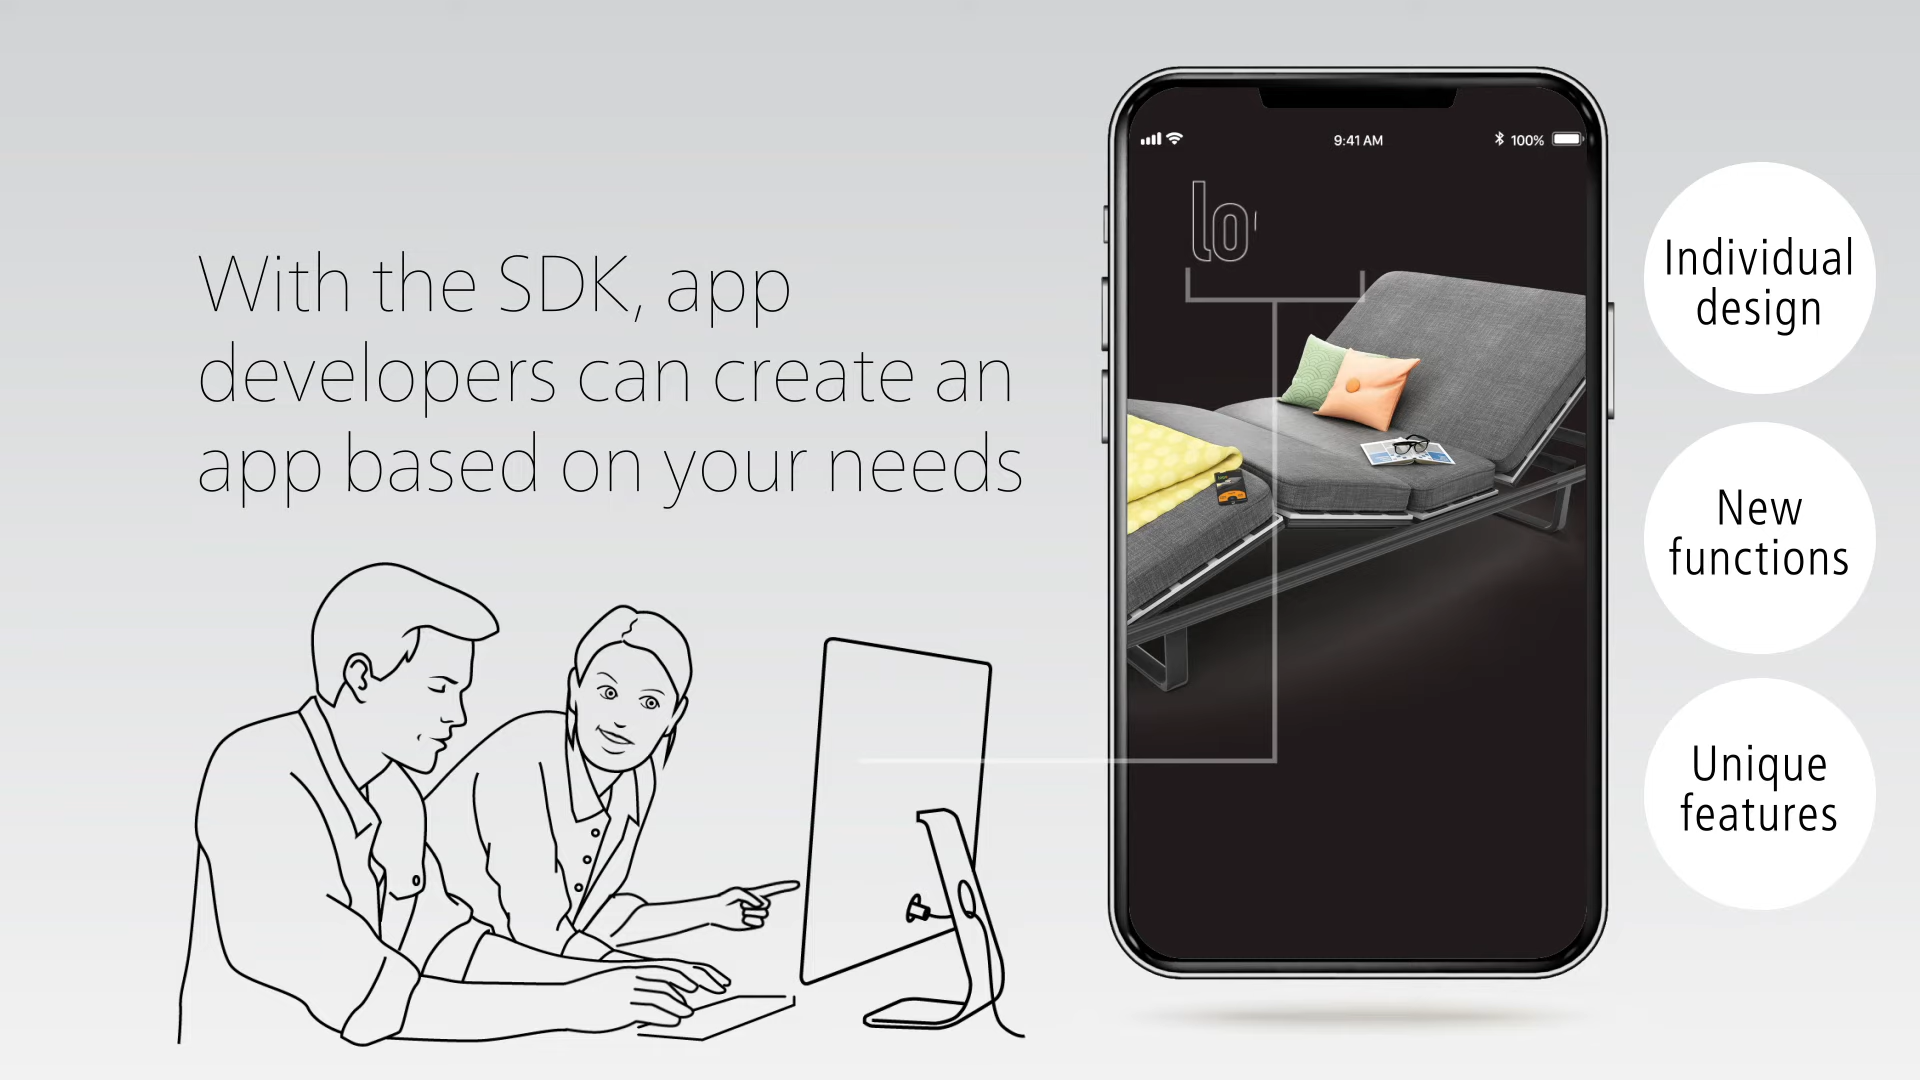 With the SDK, app
developers can create an
app based on your needs
9:41 AM
100%
lo
Individual
design
New
functions
Unique
features